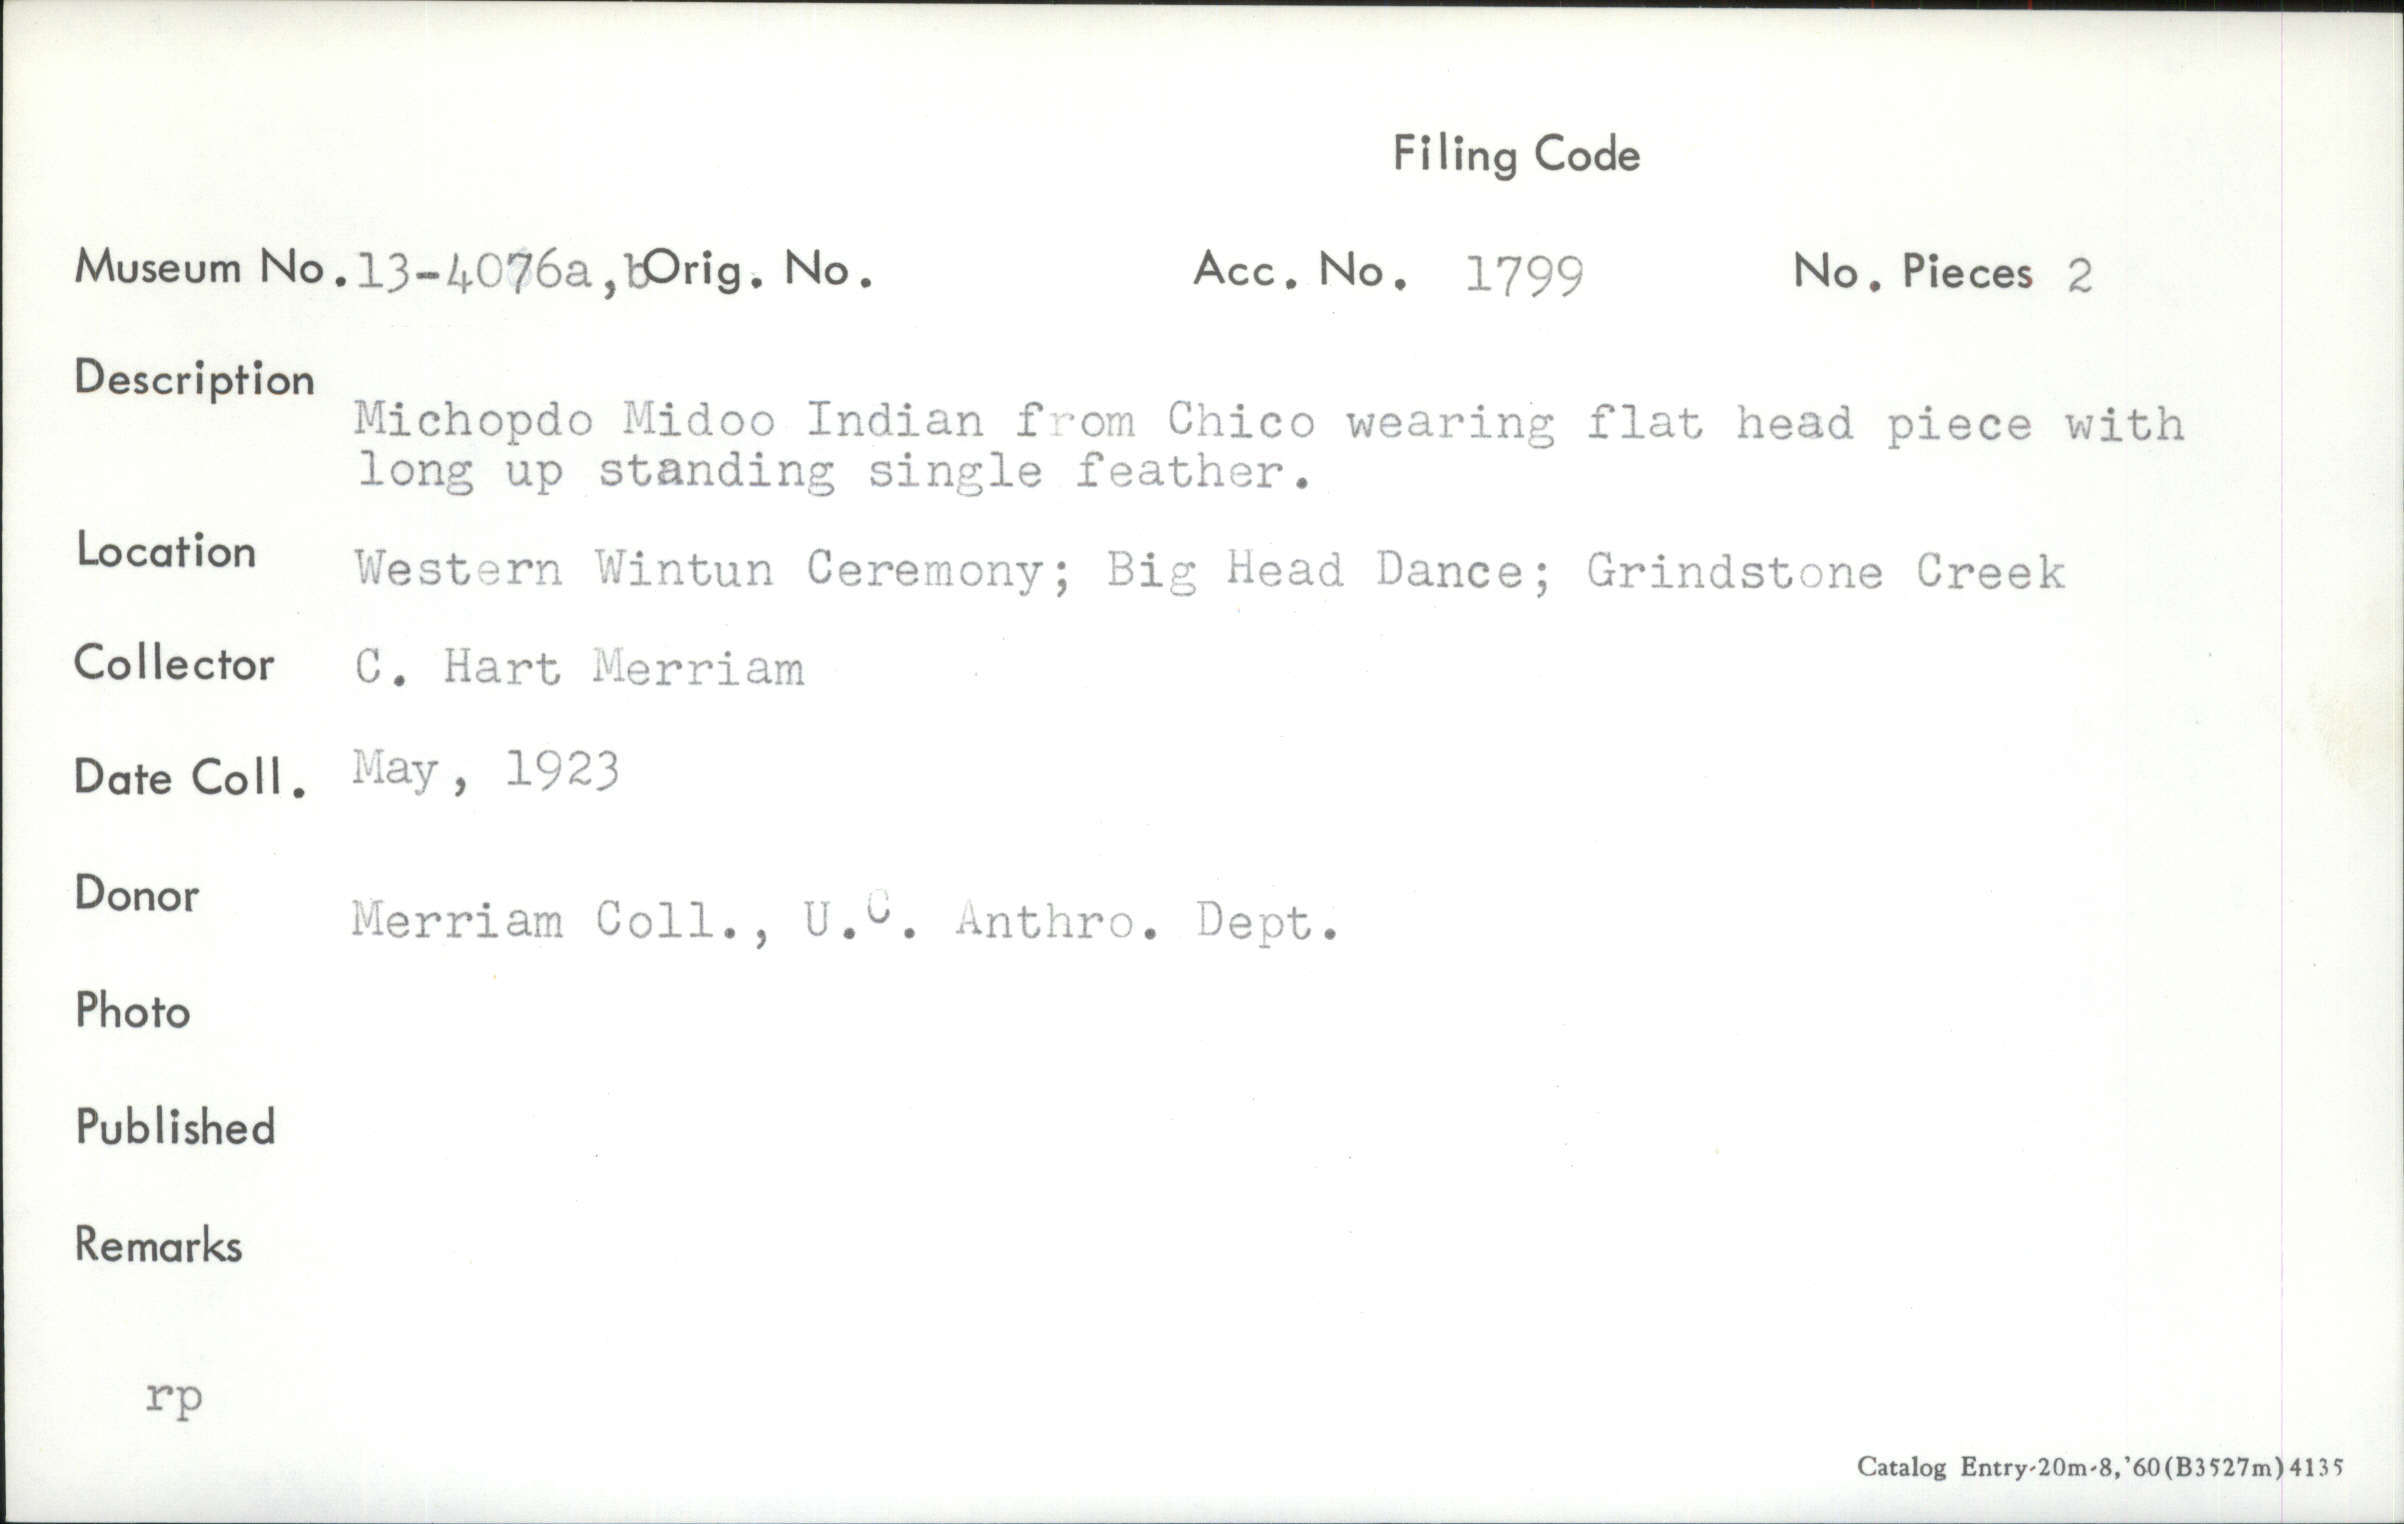 Filing Code
Museum No. 13-4076a,b Orig. No. Acc. No. 1799 No. Pieces 2
Description
Michopdo Midoo Indian from Chico wearing flat head piece with
long up standing single feather.
Location Western Wintun Ceremony; Big Head Dance; Grindstone Creek
Collector C. Hart Merriam
Date Coll. May, 1923
Donor Merriam Coll., U.C. Anthro. Dept.
Photo
Published
Remarks
rp
Catalog Entry-20m-8,'60(B3527m)4135